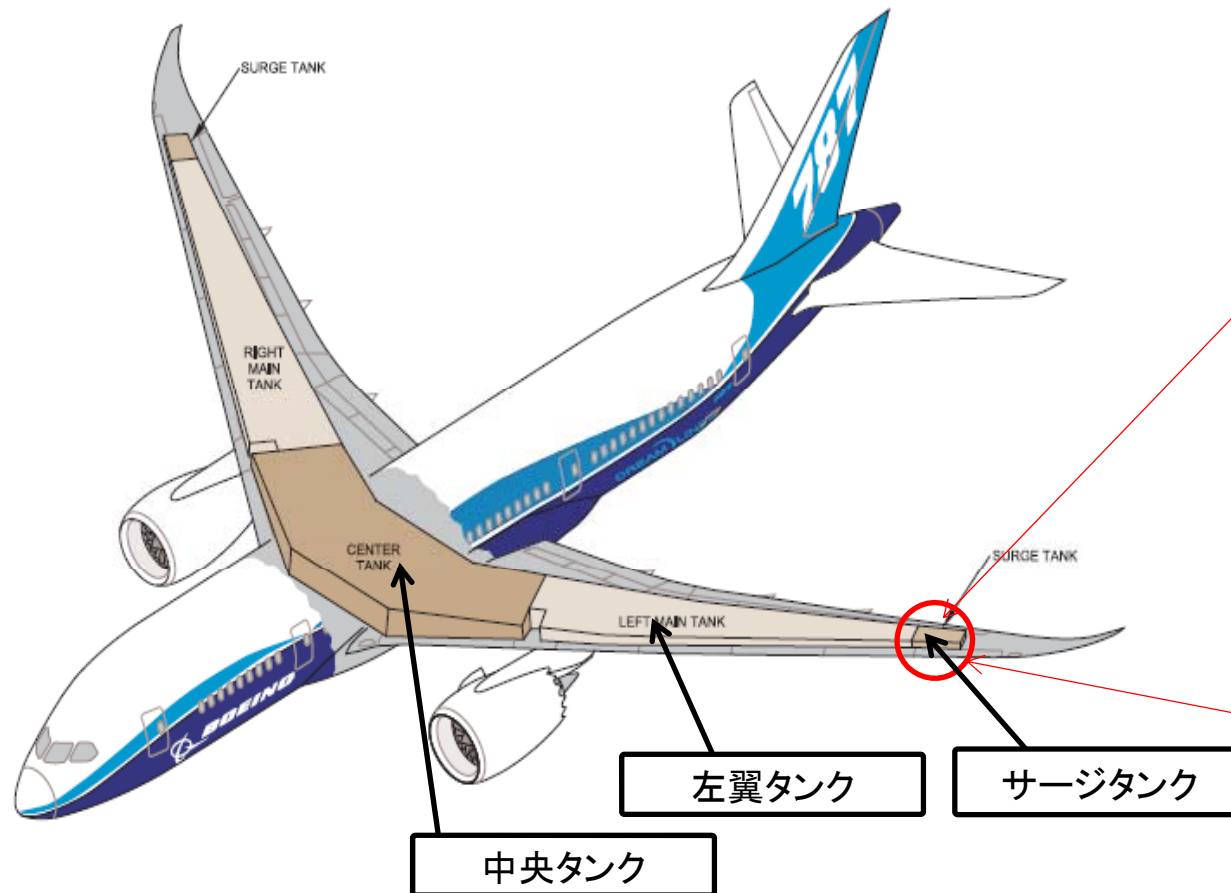 SURGE TANK
787
RIGHT
MAIN
TANK
DREAMLINER
CENTER
TANK
SURGE TANK
LEFT MAIN TANK
BOEING
左翼タンク
サージタンク
中央タンク